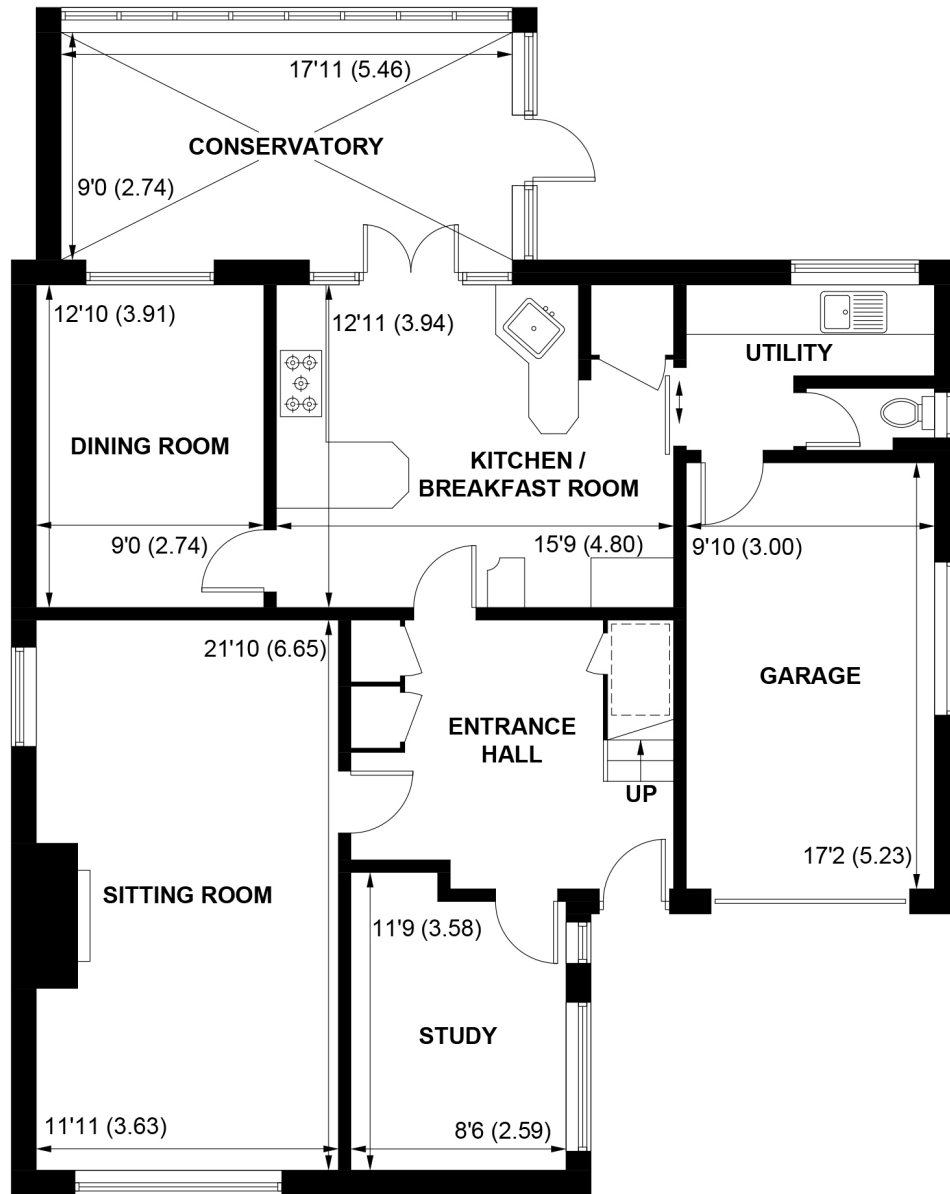 17'11 (5.46)
CONSERVATORY
9'0 (2.74)
12'10 (3.91)
12'11 (3.94)
UTILITY
DINING ROOM
KITCHEN /
BREAKFAST ROOM
9'0 (2.74)
15'9 (4.80)
9'10 (3.00)
21'10 (6.65)
GARAGE
ENTRANCE
HALL
UP
17'2 (5.23)
SITTING ROOM
11'9 (3.58)
STUDY
11'11 (3.63)
8'6 (2.59)